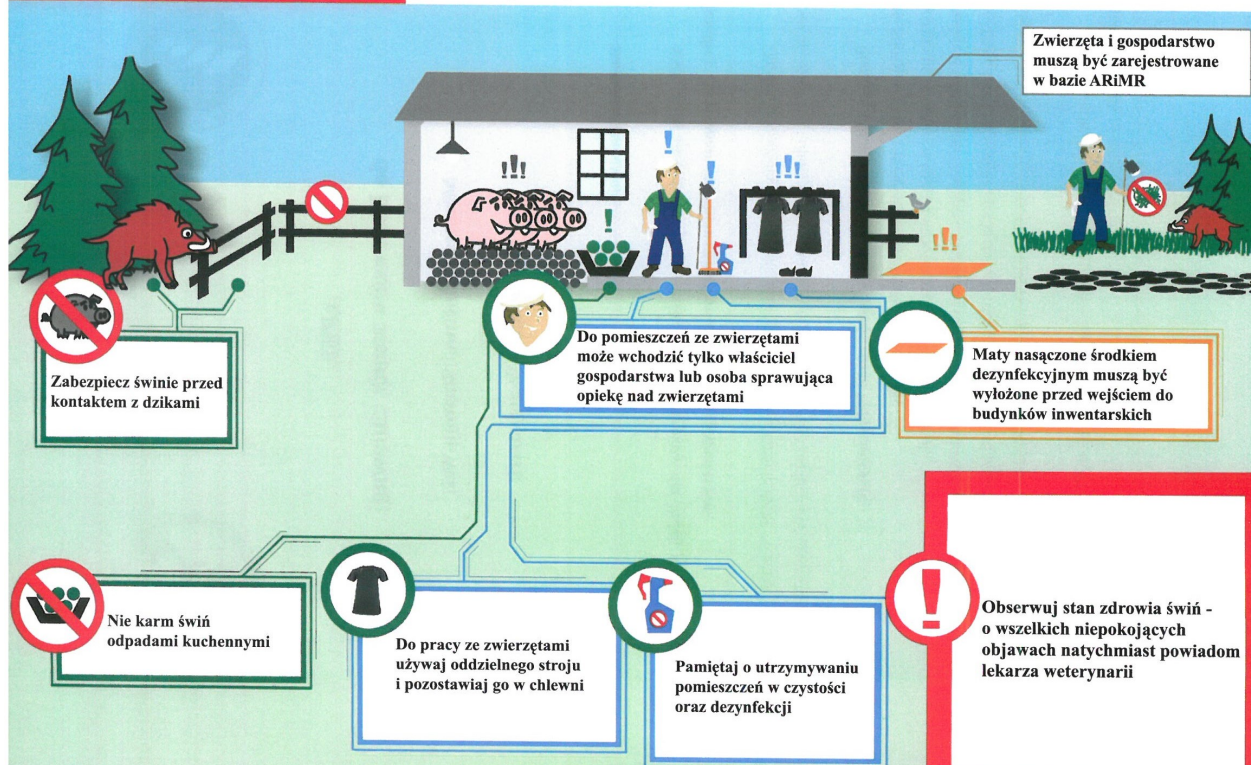 Zwierzęta i gospodarstwo
muszą być zarejestrowane
w bazie ARiMR
Zabezpiecz świnie przed
kontaktem z dzikami
Do pomieszczeń ze zwierzętami
może wchodzić tylko właściciel
gospodarstwa lub osoba sprawująca
opiekę nad zwierzętami
Maty nasączone środkiem
dezynfekcyjnym muszą być
wyłożone przed wejściem do
budynków inwentarskich
Nie karm świń
odpadami kuchennymi
Do pracy ze zwierzętami
używaj oddzielnego stroju
i pozostawiaj go w chlewni
Pamiętaj o utrzymywaniu
pomieszczeń w czystości
oraz dezynfekcji
Obserwuj stan zdrowia świń -
o wszelkich niepokojących
objawach natychmiast powiadom
lekarza weterynarii